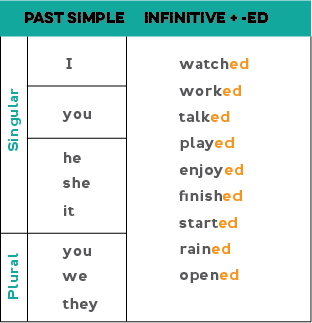 PAST SIMPLE INFINITIVE + -ED
Singular
I
you
he
she
it
Plural
you
we
they
watched
worked
talked
played
enjoyed
finished
started
rained
opened